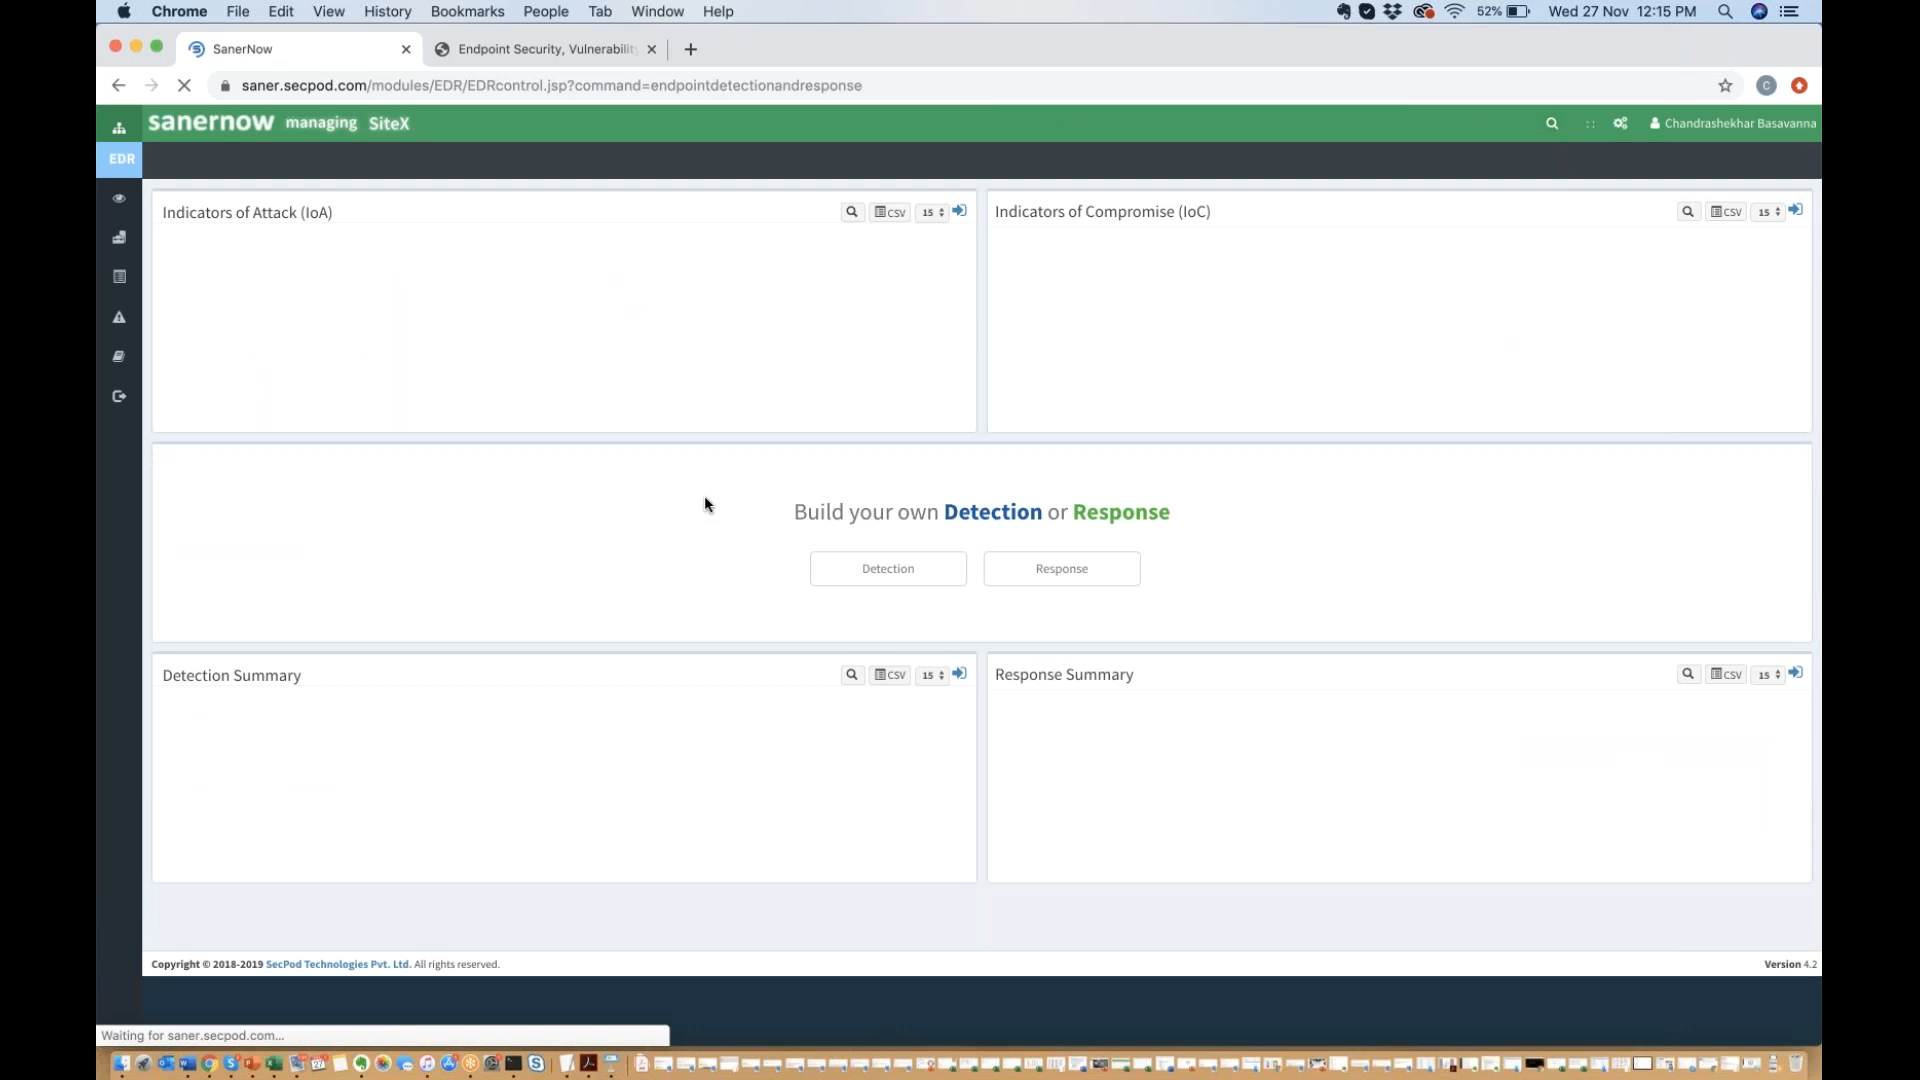 Chrome File Edit View History Bookmarks People Tab Window Help 52% Wed 27 Nov 12:15 PM
SanerNow Endpoint Security, Vulnerabilit
saner.secpod.com/modules/EDR/EDRcontrol.jsp?command=endpointdetectionandresponse C
sanernow managing SiteX Chandrashekhar Basavanna
EDR
Indicators of Attack (IoA) CSV 15
Indicators of Compromise (IoC) CSV 15
Build your own Detection or Response
Detection Response
Detection Summary CSV 15
Response Summary CSV 15
Copyright © 2018-2019 SecPod Technologies Pvt. Ltd. All rights reserved. Version 4.2
Waiting for saner.secpod.com...